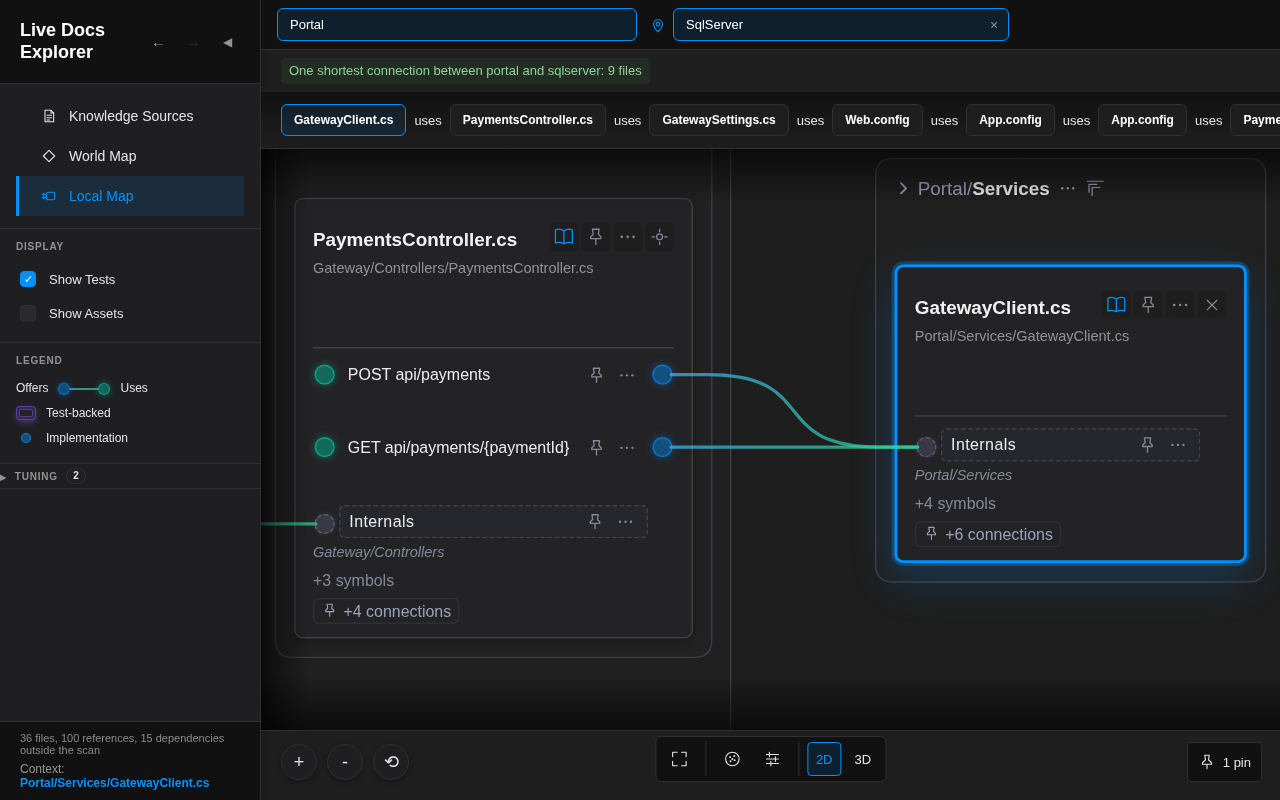 Live Docs
Explorer
← → ◀
Knowledge Sources
World Map
Local Map
DISPLAY
✓ Show Tests
Show Assets
LEGEND
Offers Uses
Test-backed
Implementation
▶ TUNING 2
36 files, 100 references, 15 dependencies
outside the scan
Context:
Portal/Services/GatewayClient.cs
Portal
SqlServer ×
One shortest connection between portal and sqlserver: 9 files
GatewayClient.cs uses PaymentsController.cs uses GatewaySettings.cs uses Web.config uses App.config uses App.config uses Payme
PaymentsController.cs
Gateway/Controllers/PaymentsController.cs
POST api/payments
GET api/payments/{paymentId}
Internals
Gateway/Controllers
+3 symbols
+4 connections
Portal/Services
GatewayClient.cs
Portal/Services/GatewayClient.cs
Internals
Portal/Services
+4 symbols
+6 connections
+ - ⟲
2D 3D
1 pin